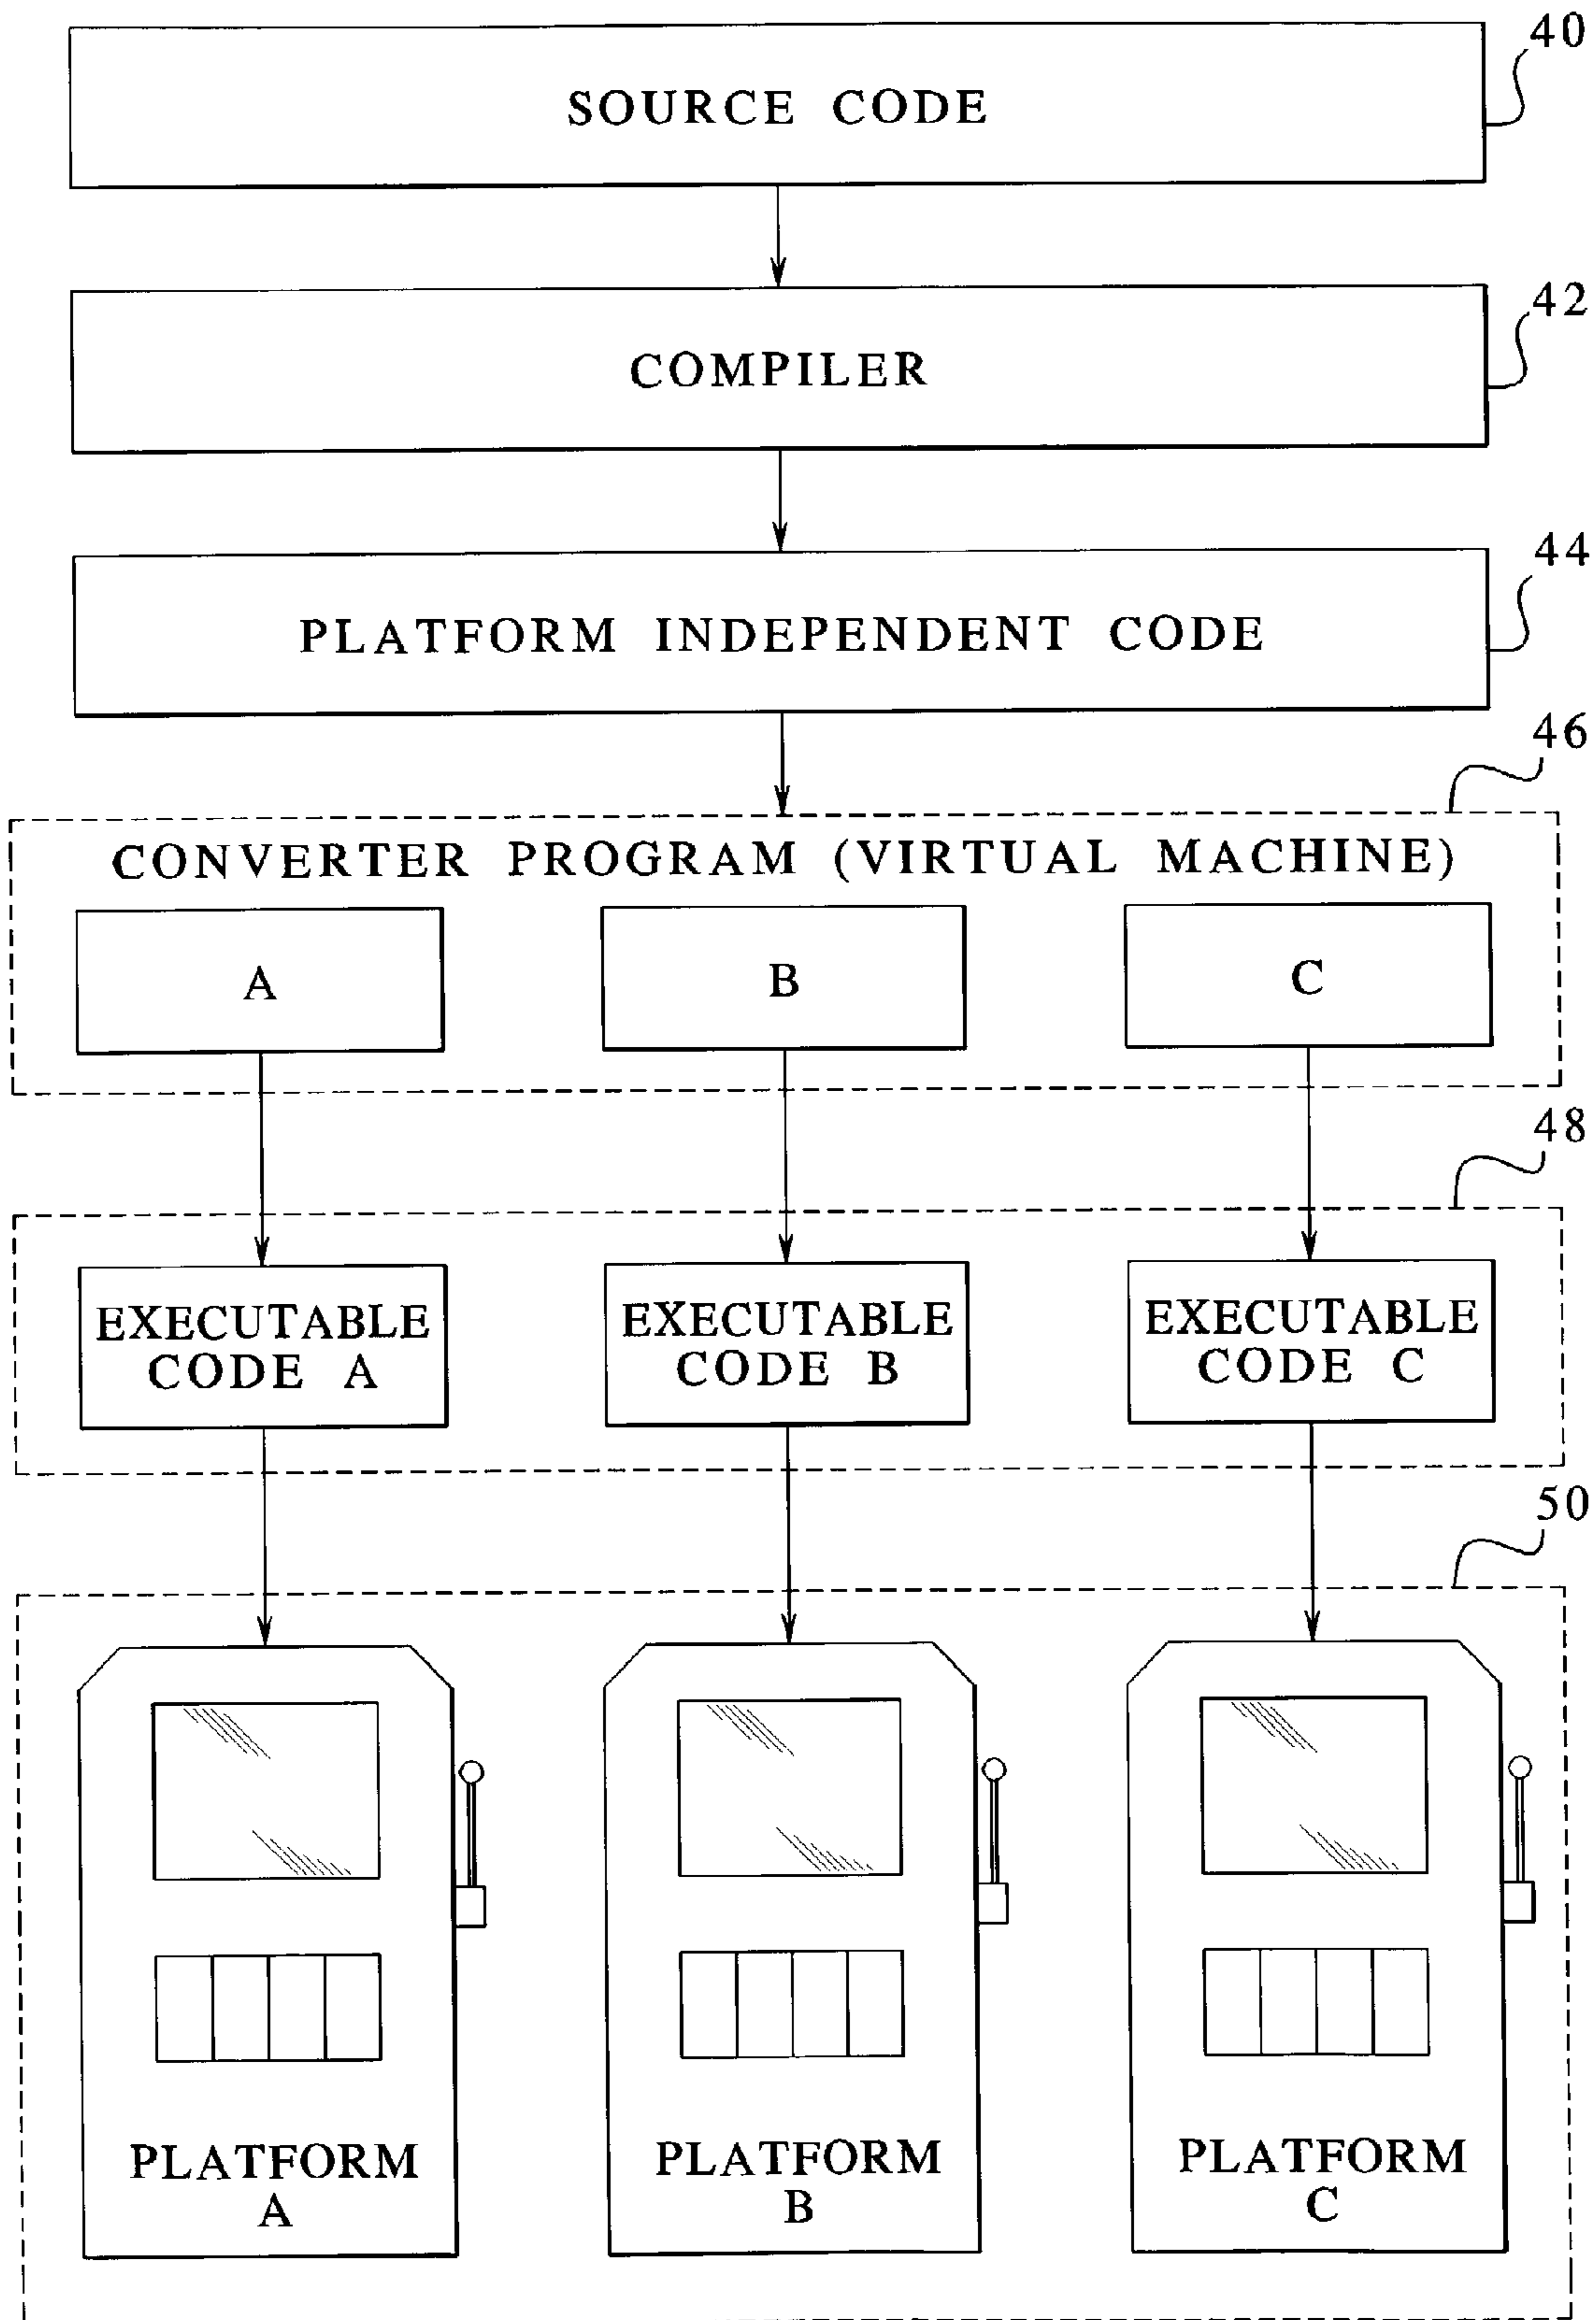 40
SOURCE CODE
42
COMPILER
44
PLATFORM INDEPENDENT CODE
46
CONVERTER PROGRAM (VIRTUAL MACHINE)
A
B
C
48
EXECUTABLE
CODE A
EXECUTABLE
CODE B
EXECUTABLE
CODE C
50
PLATFORM
A
PLATFORM
B
PLATFORM
C